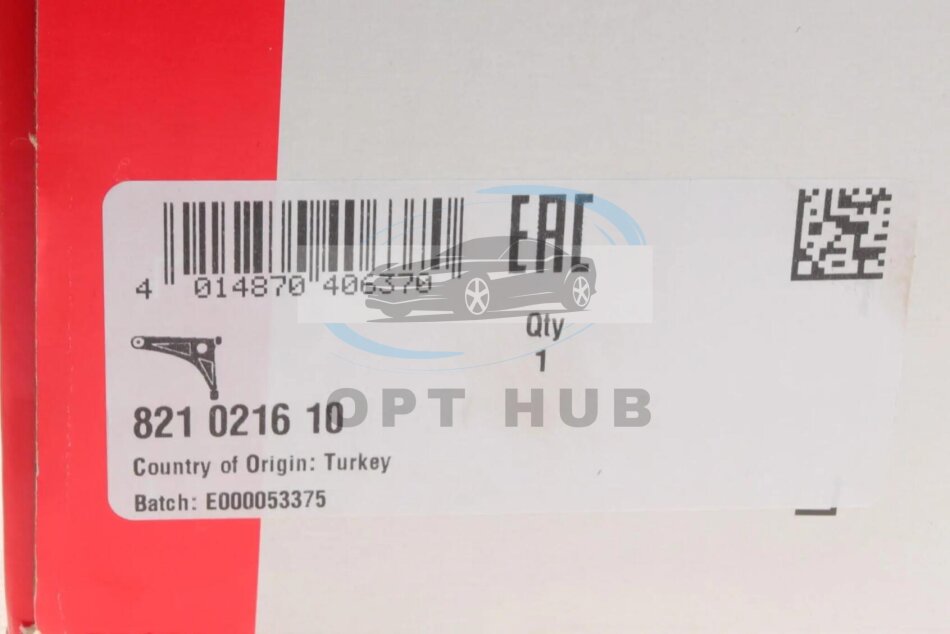 4 014870 406370
EAC
Qty
1
OPT HUB
821 0216 10
Country of Origin: Turkey
Batch: E000053375